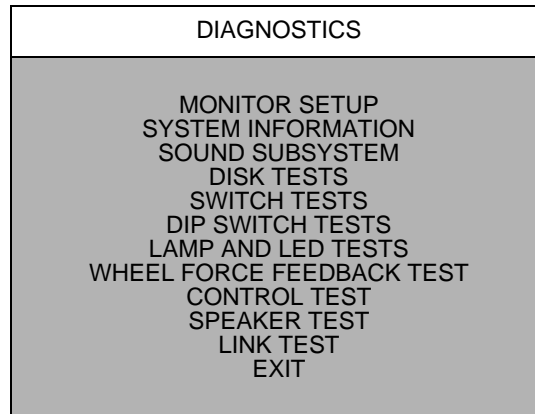 DIAGNOSTICS
MONITOR SETUP
SYSTEM INFORMATION
SOUND SUBSYSTEM
DISK TESTS
SWITCH TESTS
DIP SWITCH TESTS
LAMP AND LED TESTS
WHEEL FORCE FEEDBACK TEST
CONTROL TEST
SPEAKER TEST
LINK TEST
EXIT